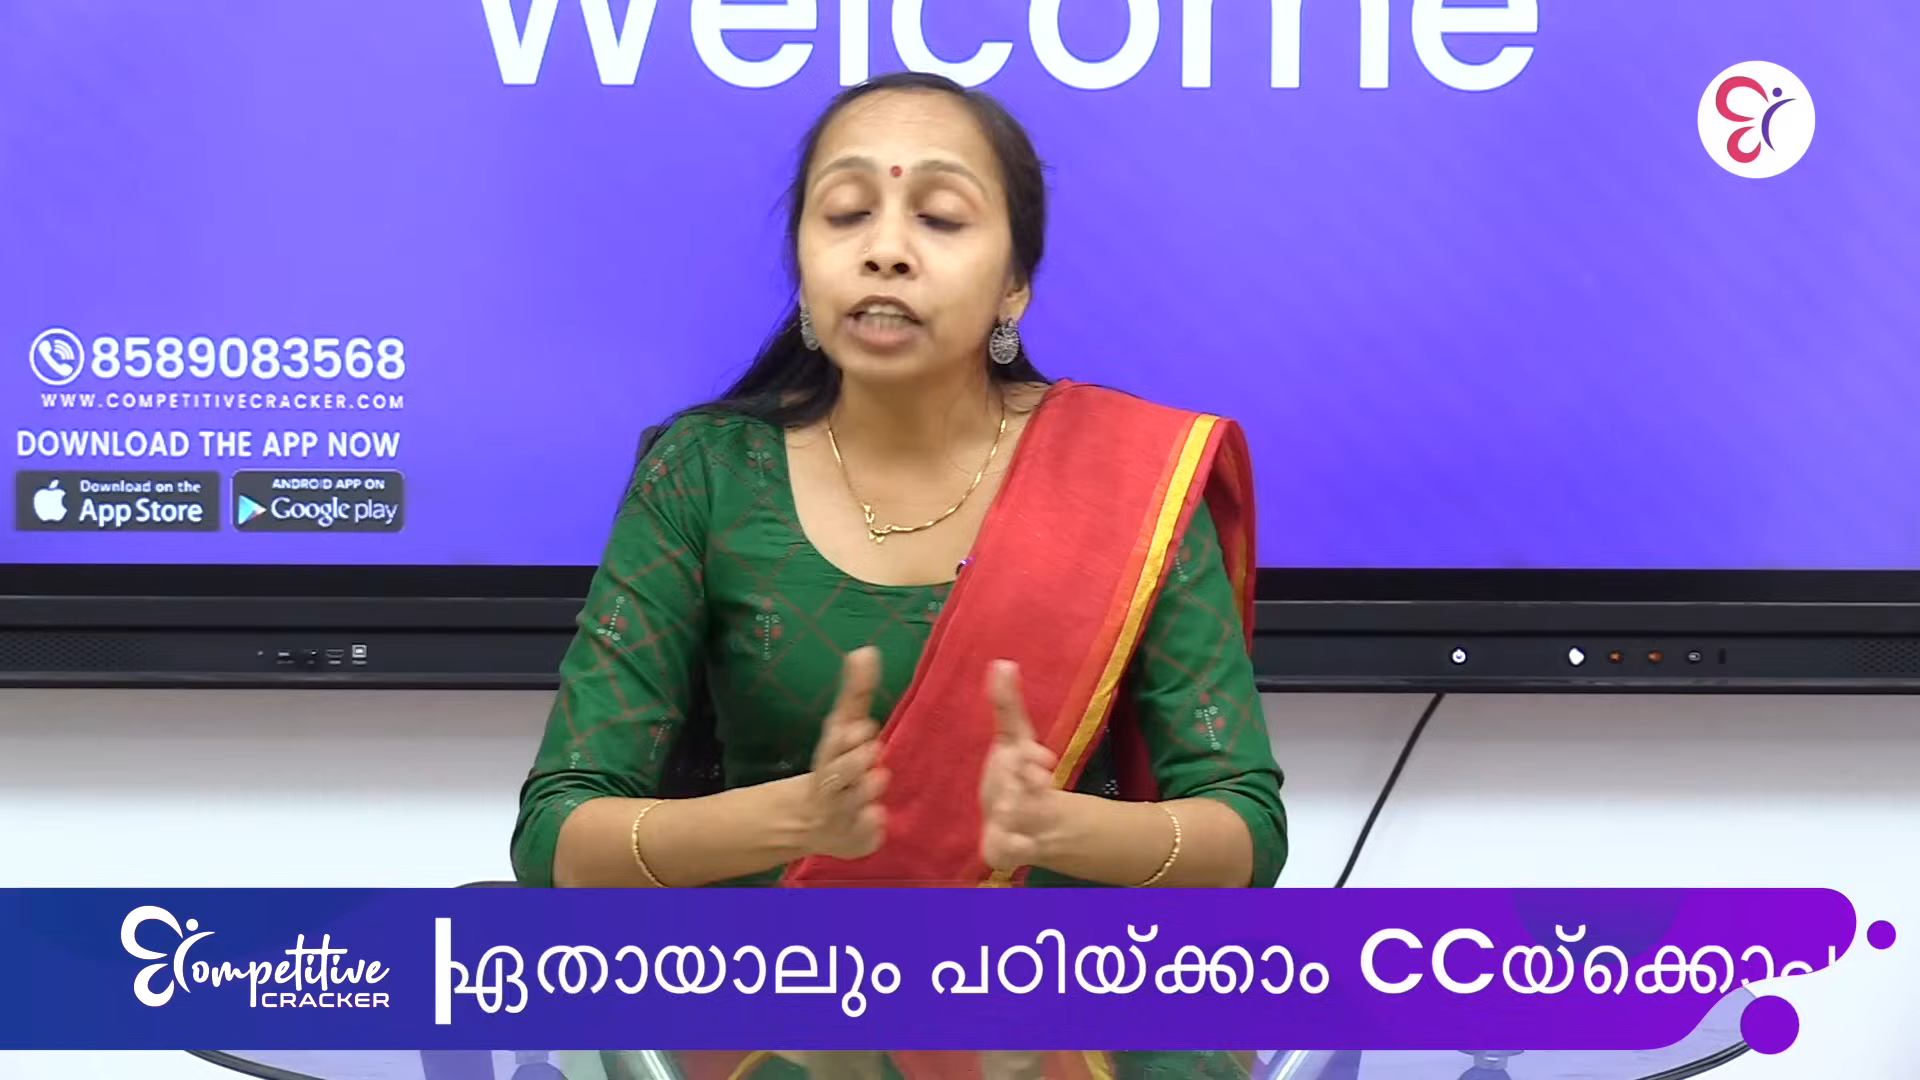 Welcome
8589083568
WWW.COMPETITIVECRACKER.COM
DOWNLOAD THE APP NOW
Download on the
App Store
ANDROID APP ON
Google play
Competitive
CRACKER
ഏതായാലും പഠിയ്ക്കാം CCയ്ക്കൊപ